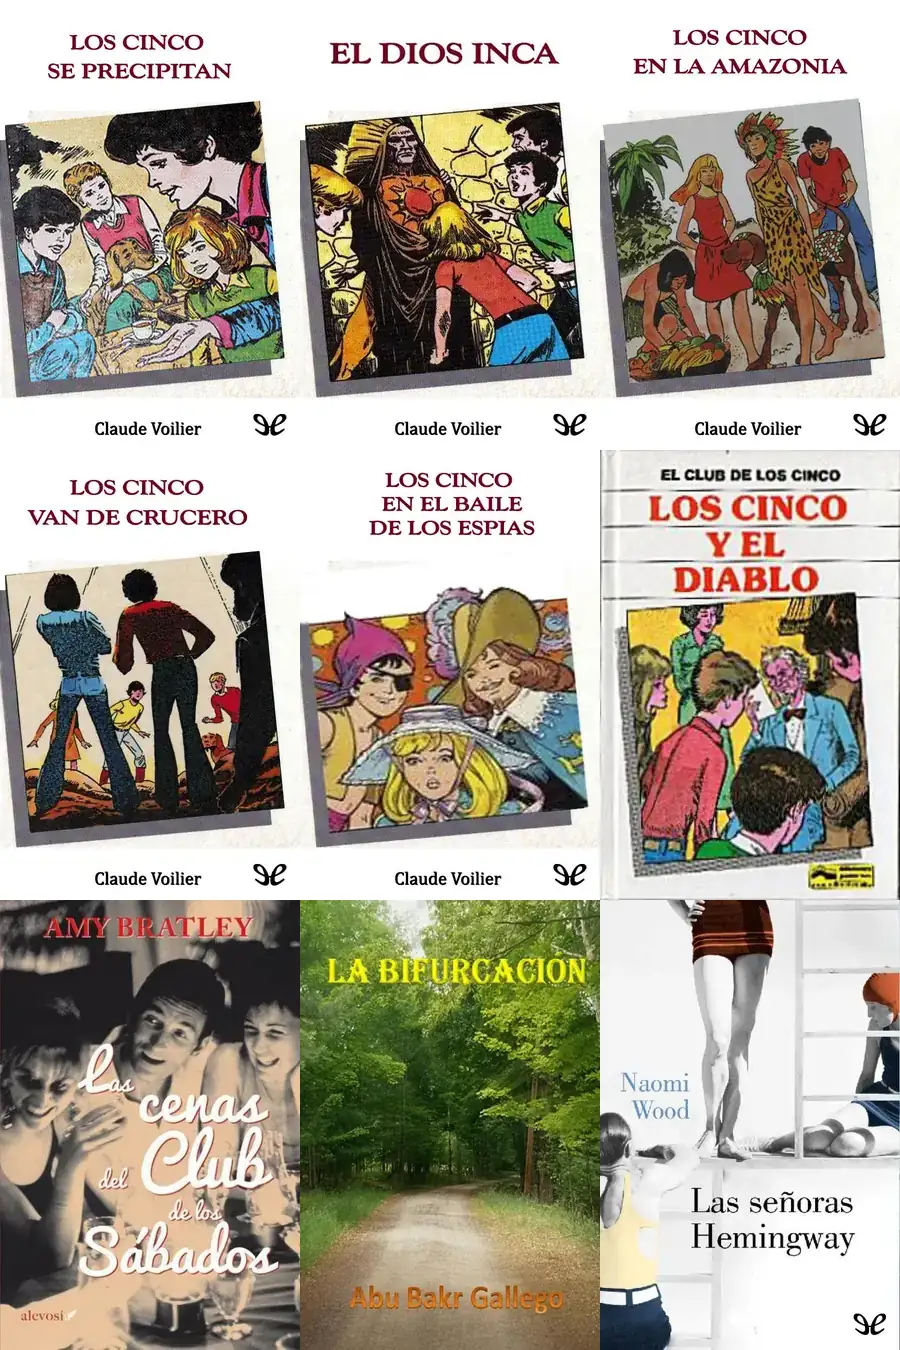 LOS CINCO
SE PRECIPITAN
Claude Voilier
EL DIOS INCA
Claude Voilier
LOS CINCO
EN LA AMAZONIA
Claude Voilier
LOS CINCO
VAN DE CRUCERO
Claude Voilier
LOS CINCO
EN EL BAILE
DE LOS ESPIAS
Claude Voilier
EL CLUB DE LOS CINCO
LOS CINCO
Y EL
DIABLO
AMY BRATLEY
Las
cenas
del Club
de los
Sábados
alevosí
LA BIFURCACION
Abu Bakr Gallego
Naomi
Wood
Las señoras
Hemingway